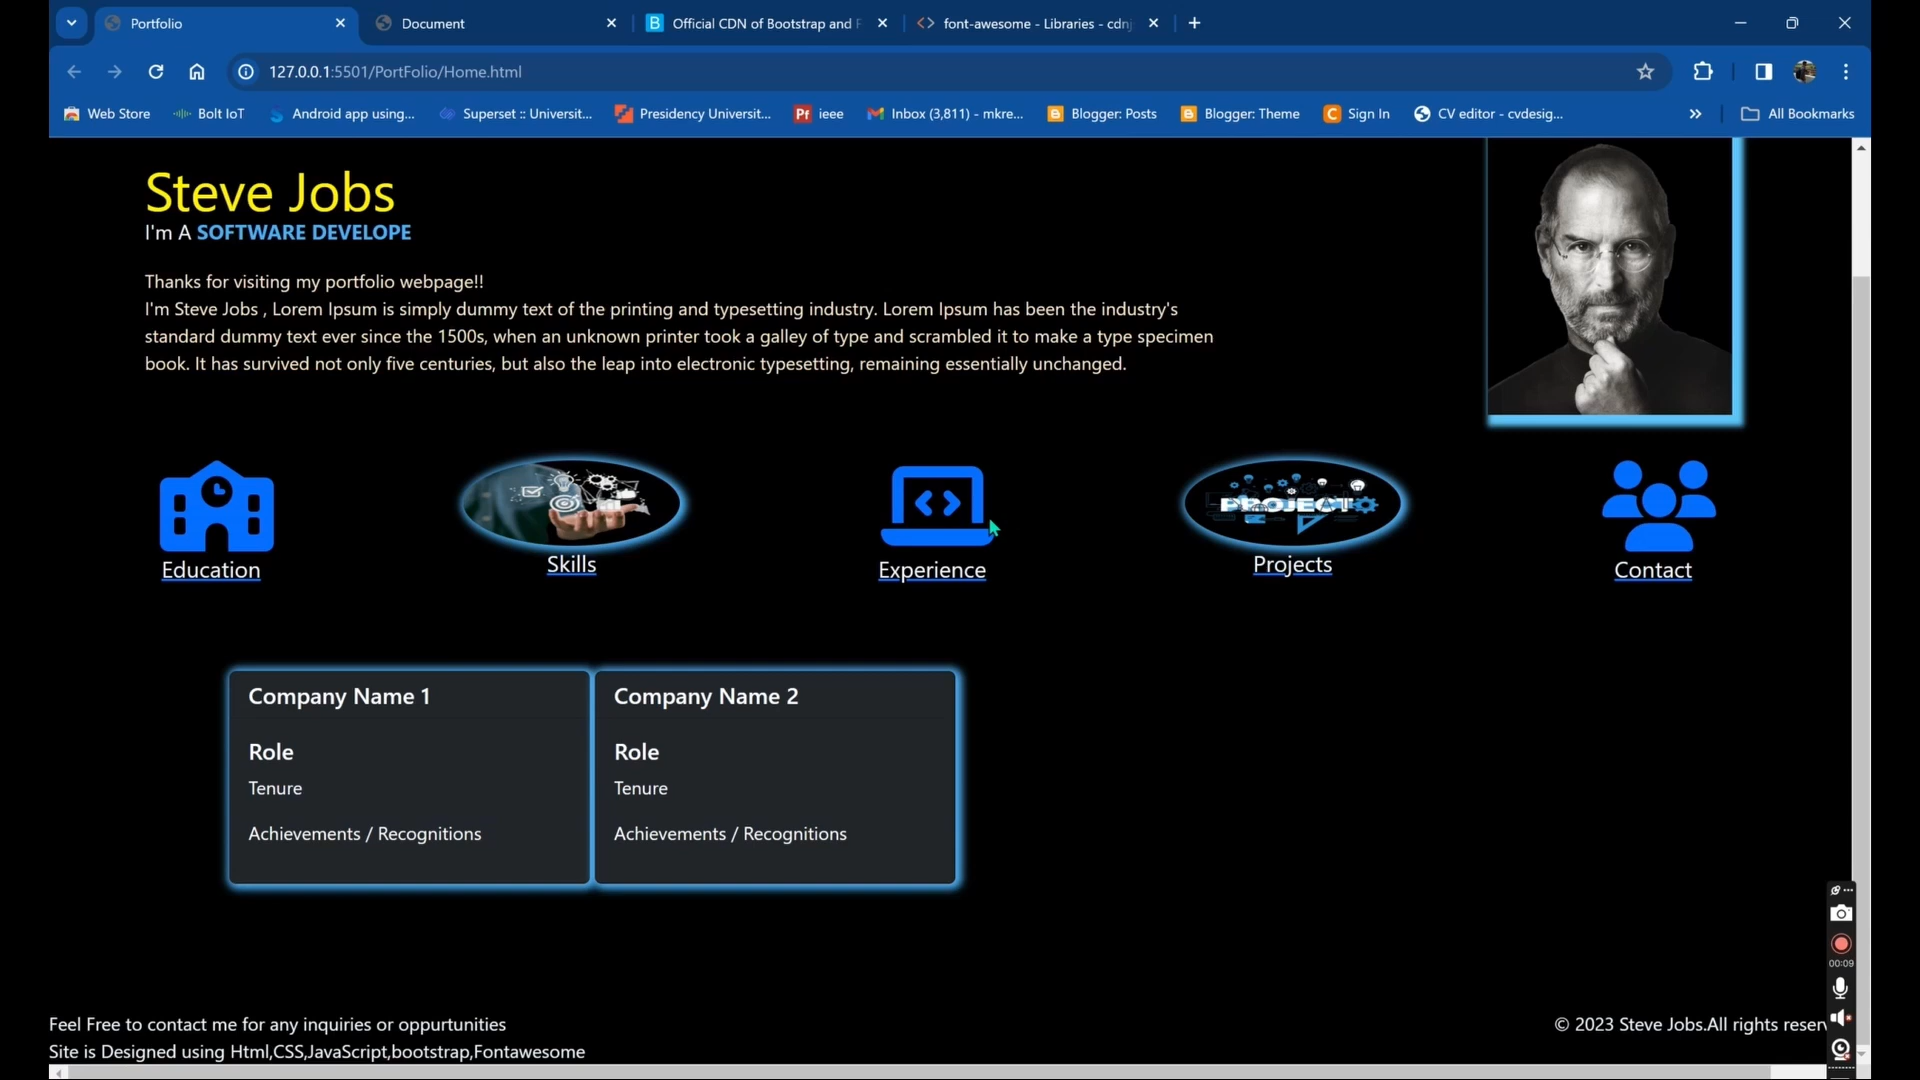 Portfolio
Document
Official CDN of Bootstrap and F
font-awesome - Libraries - cdnj
127.0.0.1:5501/PortFolio/Home.html
Web Store
Bolt IoT
Android app using...
Superset :: Universit...
Presidency Universit...
Pf ieee
Inbox (3,811) - mkre...
Blogger: Posts
Blogger: Theme
Sign In
CV editor - cvdesig...
All Bookmarks
Steve Jobs
I'm A SOFTWARE DEVELOPE
Thanks for visiting my portfolio webpage!!
I'm Steve Jobs , Lorem Ipsum is simply dummy text of the printing and typesetting industry. Lorem Ipsum has been the industry's
standard dummy text ever since the 1500s, when an unknown printer took a galley of type and scrambled it to make a type specimen
book. It has survived not only five centuries, but also the leap into electronic typesetting, remaining essentially unchanged.
PROJECT
Education
Skills
Experience
Projects
Contact
Company Name 1
Role
Tenure
Achievements / Recognitions
Company Name 2
Role
Tenure
Achievements / Recognitions
00:09
Feel Free to contact me for any inquiries or oppurtunities
© 2023 Steve Jobs.All rights reserv
Site is Designed using Html,CSS,JavaScript,bootstrap,Fontawesome